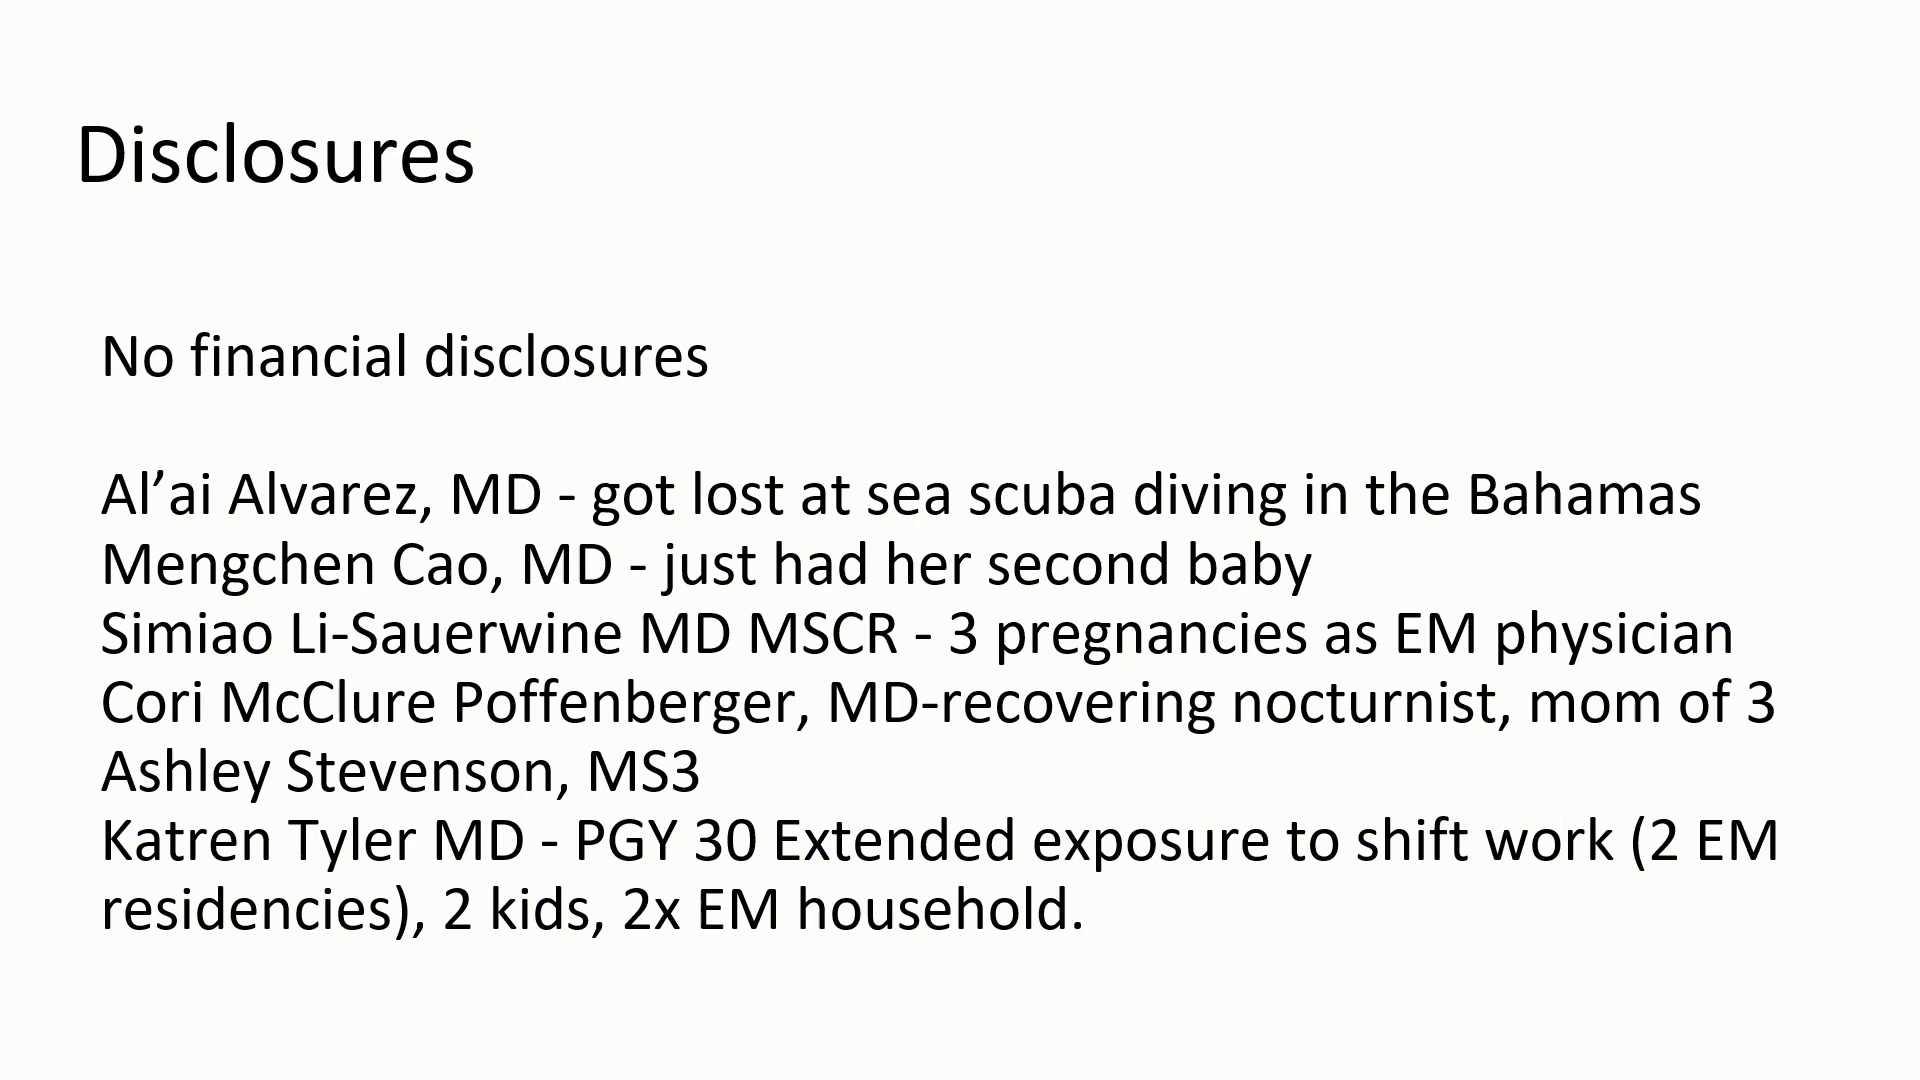 Disclosures
No financial disclosures
Al’ai Alvarez, MD - got lost at sea scuba diving in the Bahamas
Mengchen Cao, MD - just had her second baby
Simiao Li-Sauerwine MD MSCR - 3 pregnancies as EM physician
Cori McClure Poffenberger, MD-recovering nocturnist, mom of 3
Ashley Stevenson, MS3
Katren Tyler MD - PGY 30 Extended exposure to shift work (2 EM
residencies), 2 kids, 2x EM household.